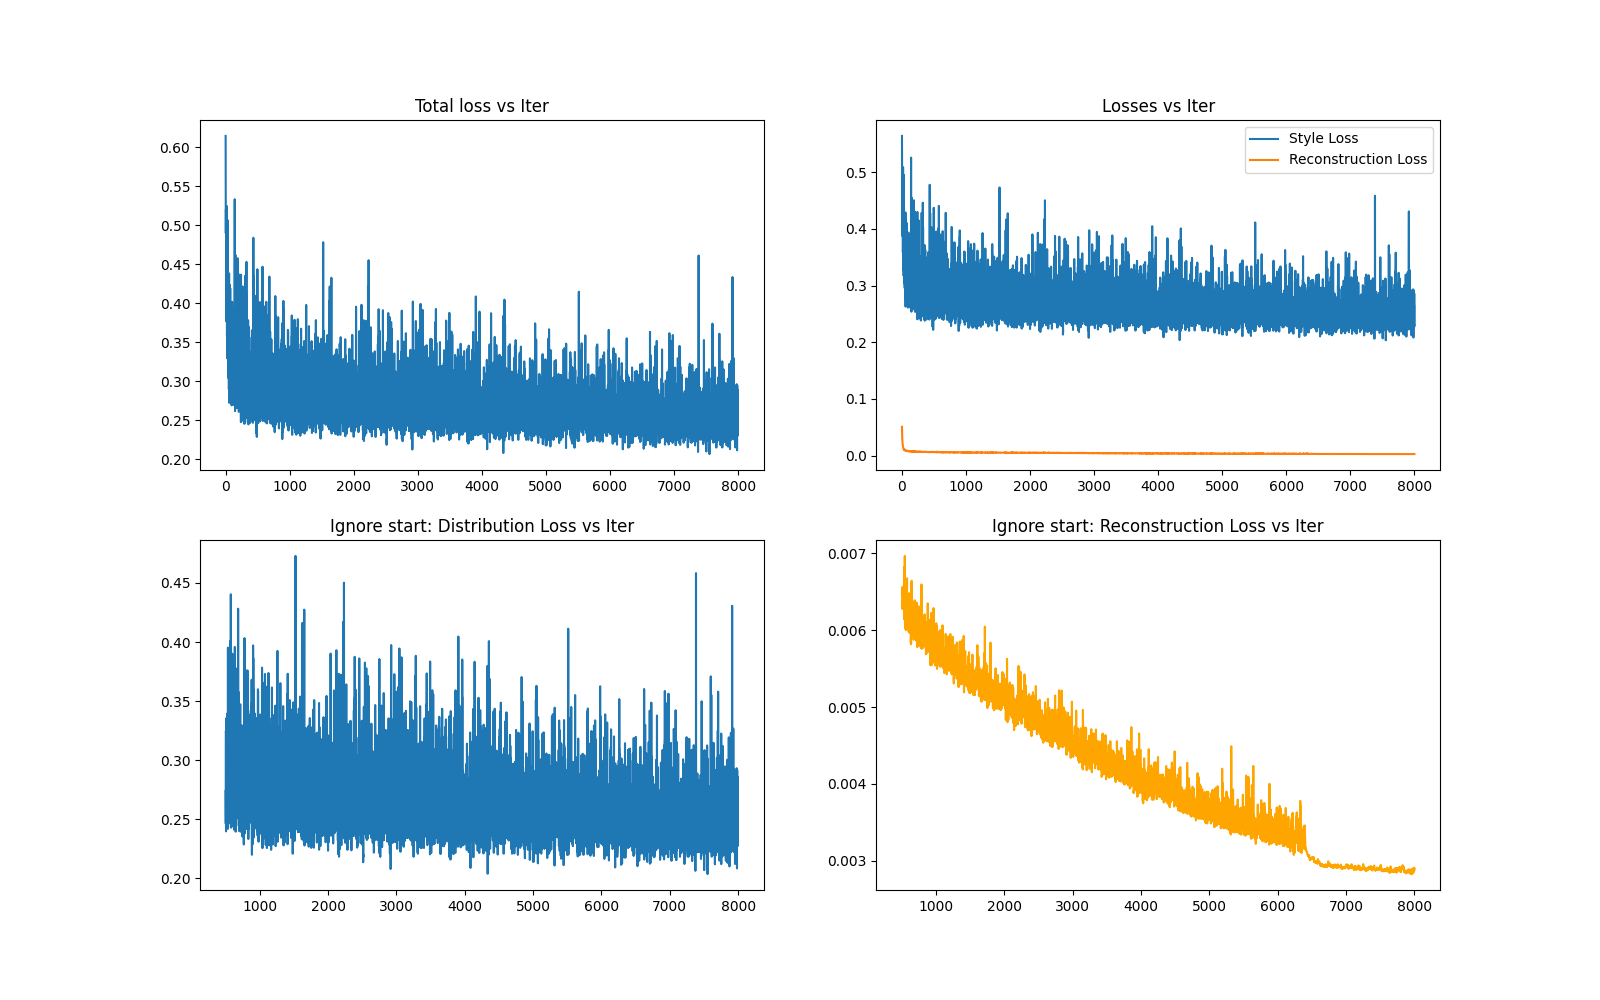 Total loss vs Iter
0.60
0.55
0.50
0.45
0.40
0.35
0.30
0.25
0.20
0 1000 2000 3000 4000 5000 6000 7000 8000
Losses vs Iter
Style Loss
Reconstruction Loss
0.5
0.4
0.3
0.2
0.1
0.0
0 1000 2000 3000 4000 5000 6000 7000 8000
Ignore start: Distribution Loss vs Iter
0.45
0.40
0.35
0.30
0.25
0.20
1000 2000 3000 4000 5000 6000 7000 8000
Ignore start: Reconstruction Loss vs Iter
0.007
0.006
0.005
0.004
0.003
1000 2000 3000 4000 5000 6000 7000 8000